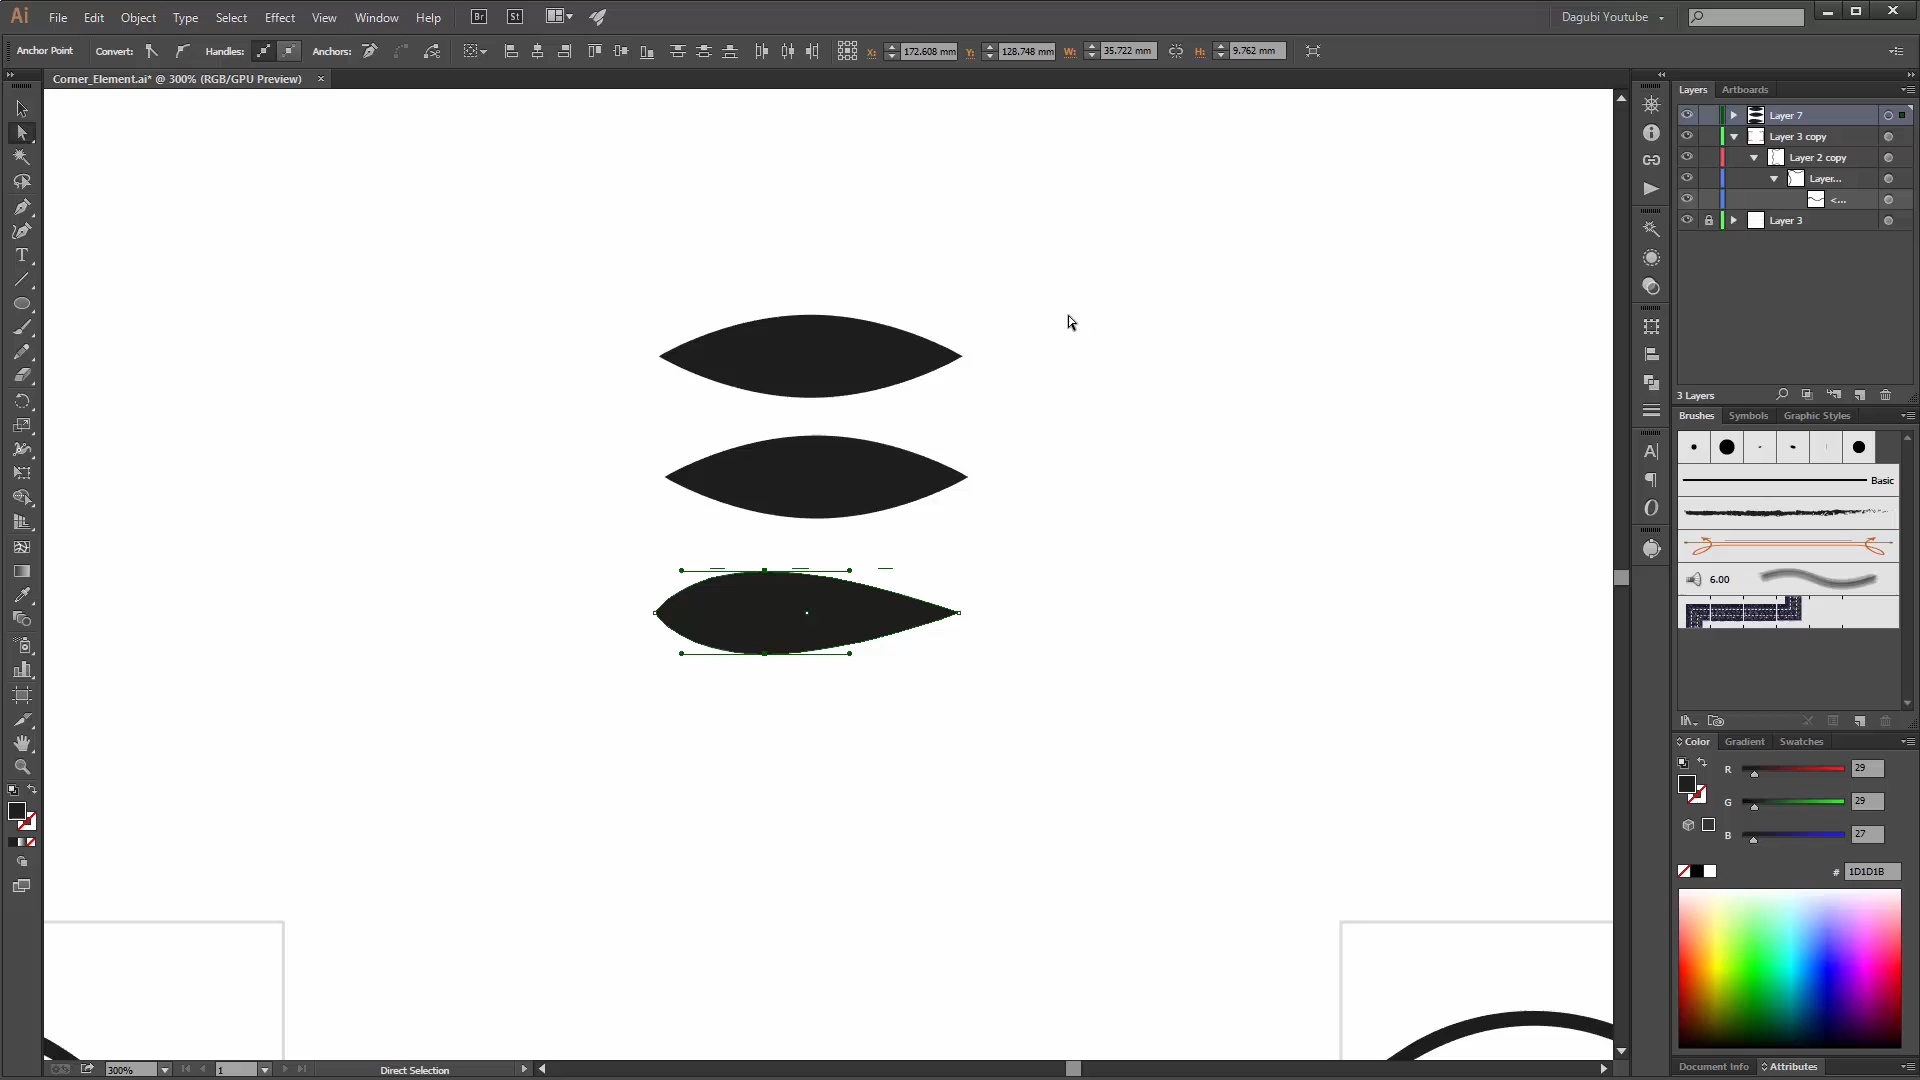 Ai File Edit Object Type Select Effect View Window Help Br St Dagubi Youtube
Anchor Point Convert: Handles: Anchors: X: 172.608 mm Y: 128.748 mm W: 35.722 mm H: 9.762 mm
Corner_Element.ai* @ 300% (RGB/GPU Preview) ×
Layers Artboards
Layer 7
Layer 3 copy
Layer 2 copy
Layer...
<...
Layer 3
3 Layers
Brushes Symbols Graphic Styles
Basic
6.00
Color Gradient Swatches
R 29
G 29
B 27
# 1D1D1B
Document Info Attributes
300% 1 Direct Selection